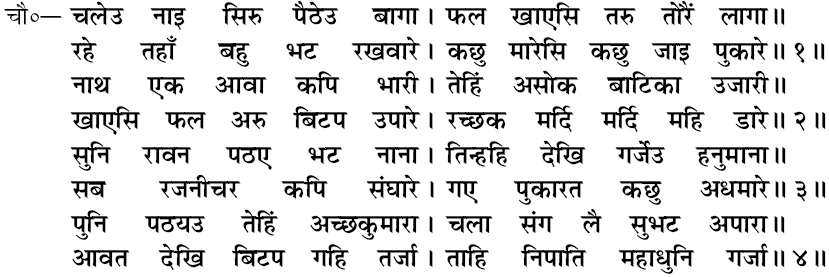 चौ०— चलेउ नाइ सिरु पैठेउ बागा। फल खाएसि तरु तोरैं लागा॥
रहे तहाँ बहु भट रखवारे। कछु मारेसि कछु जाइ पुकारे॥ १॥
नाथ एक आवा कपि भारी। तेहिं असोक बाटिका उजारी॥
खाएसि फल अरु बिटप उपारे। रच्छक मर्दि मर्दि महि डारे॥ २॥
सुनि रावन पठए भट नाना। तिन्हहि देखि गर्जेउ हनुमाना॥
सब रजनीचर कपि संघारे। गए पुकारत कछु अधमारे॥ ३॥
पुनि पठयउ तेहिं अच्छकुमारा। चला संग लै सुभट अपारा॥
आवत देखि बिटप गहि तर्जा। ताहि निपाति महाधुनि गर्जा॥ ४॥